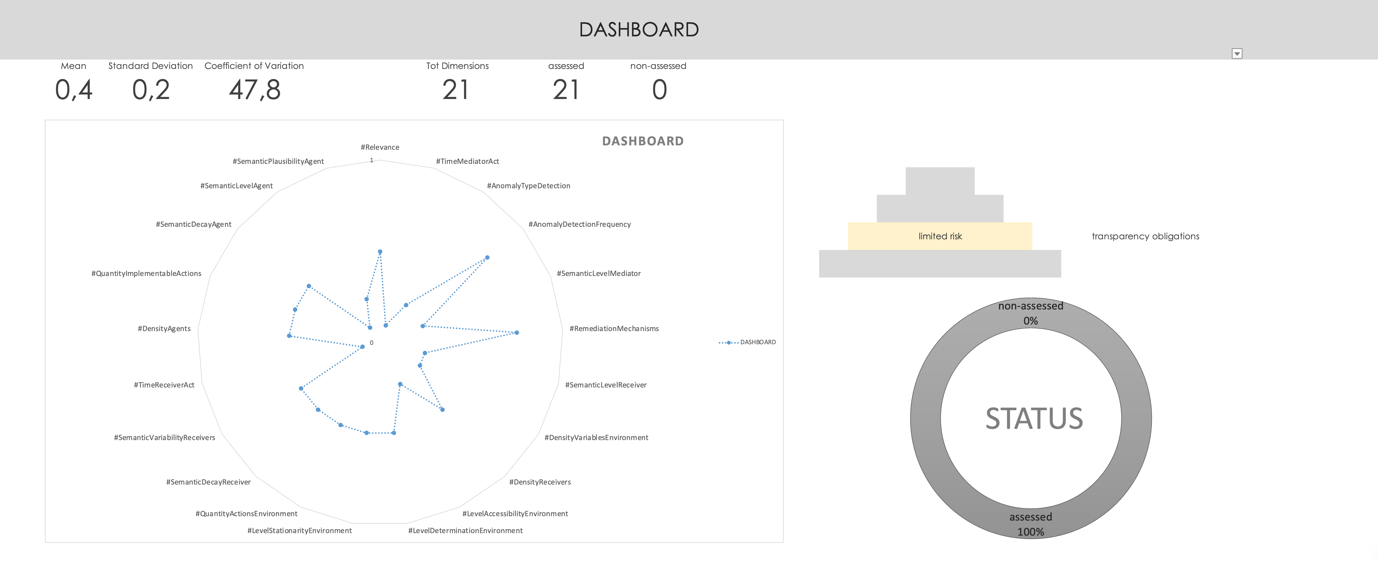 DASHBOARD
Mean Standard Deviation Coefficient of Variation Tot Dimensions assessed non-assessed
0,4 0,2 47,8 21 21 0
DASHBOARD
#Relevance
1
#TimeMediatorAct
#AnomalyTypeDetection
#AnomalyDetectionFrequency
#SemanticLevelMediator
#RemediationMechanisms
#SemanticLevelReceiver
#DensityVariablesEnvironment
#DensityReceivers
#LevelAccessibilityEnvironment
#LevelDeterminationEnvironment
#LevelStationarityEnvironment
#QuantityActionsEnvironment
#SemanticDecayReceiver
#SemanticVariabilityReceivers
#TimeReceiverAct
#DensityAgents
#QuantityImplementableActions
#SemanticDecayAgent
#SemanticLevelAgent
#SemanticPlausibilityAgent
0
DASHBOARD
limited risk
transparency obligations
non-assessed
0%
STATUS
assessed
100%